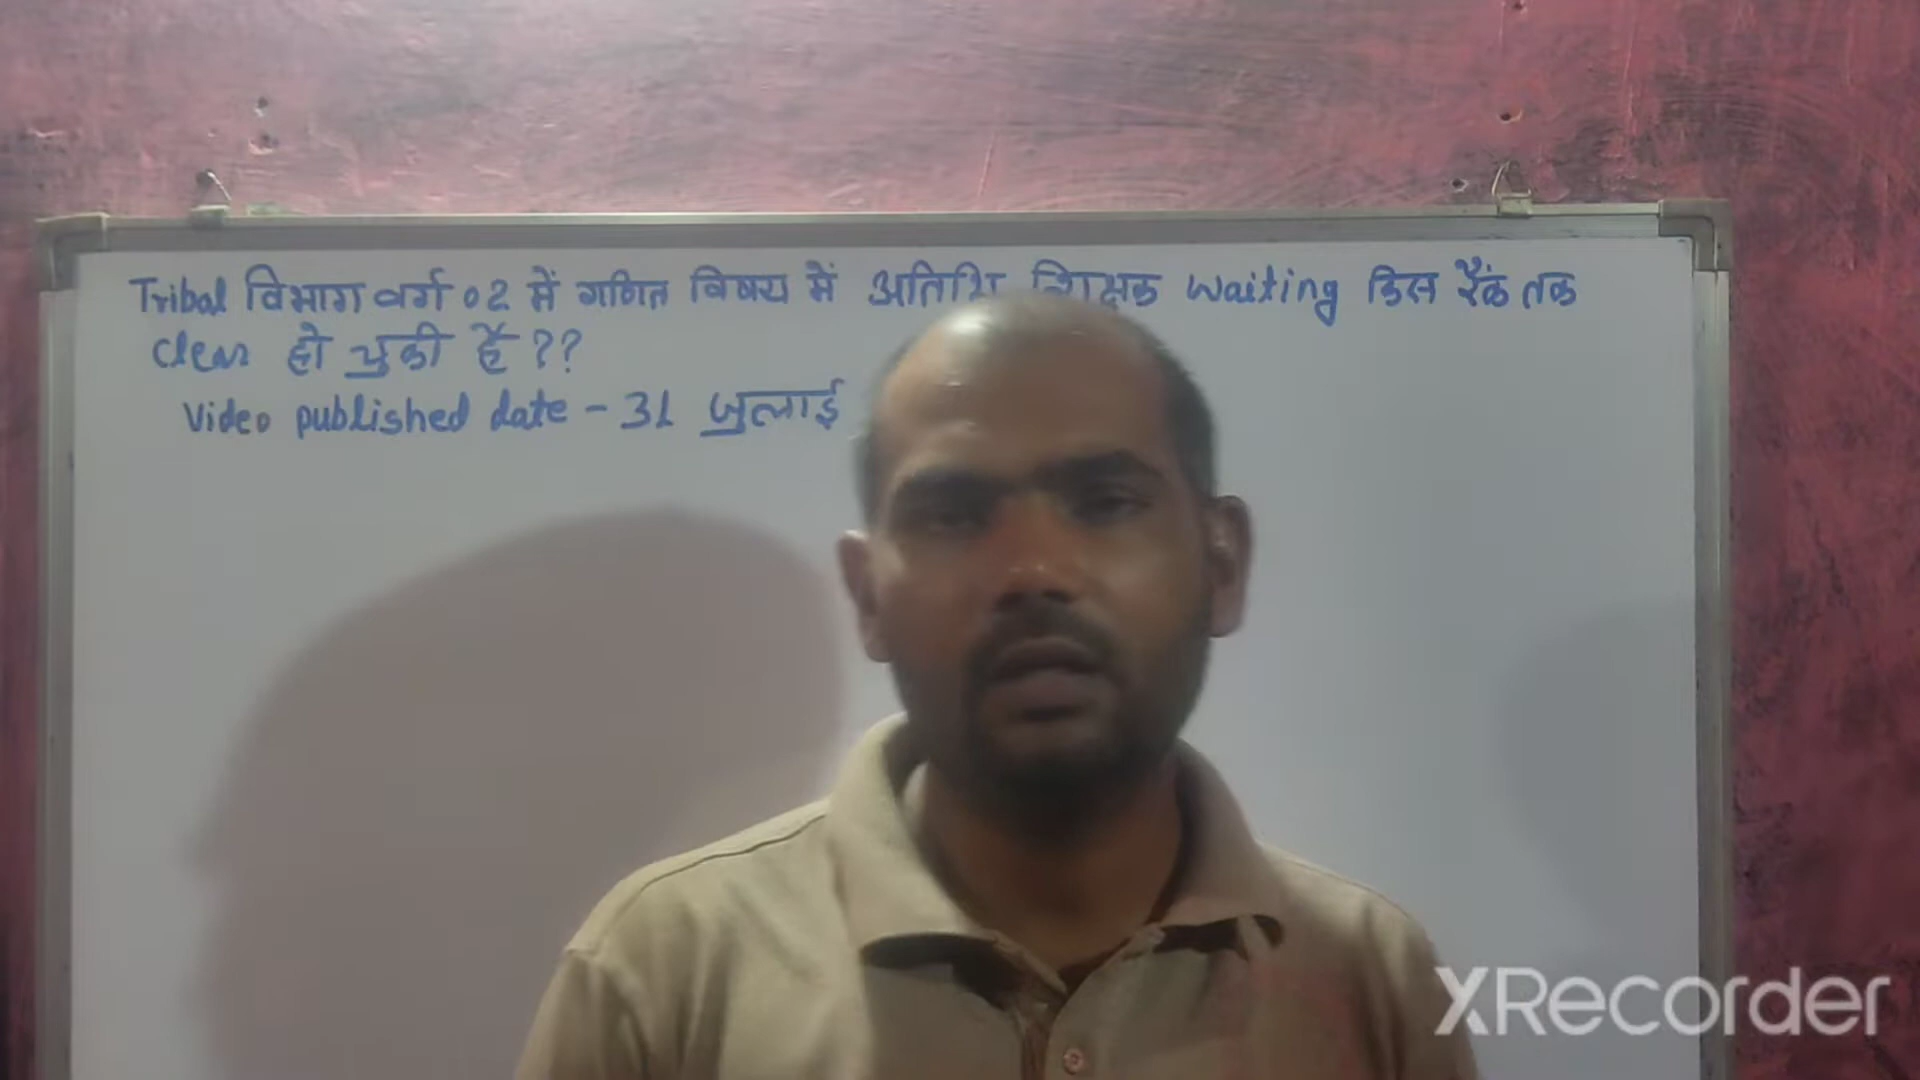 Tribal विभाग वर्ग 02 में गणित विषय में अतिथि शिक्षक Waiting किस रैंक तक
Clear हो चुकी हैं ??
Video published date - 31 जुलाई
XRecorder